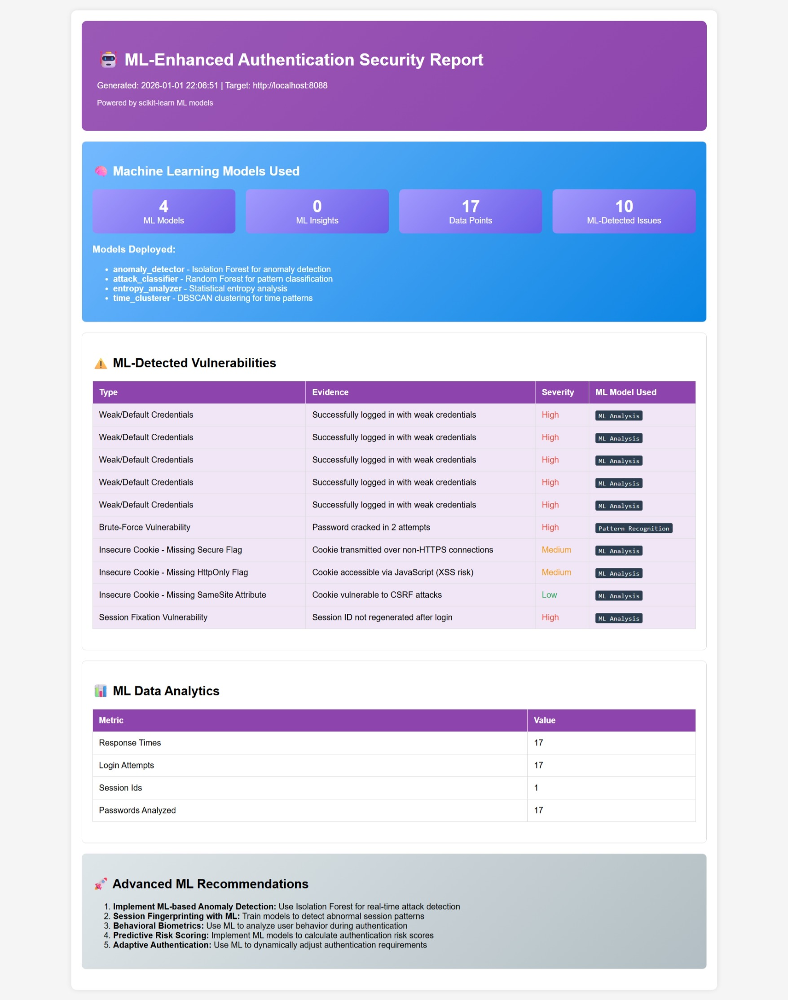 🤖 ML-Enhanced Authentication Security Report
Generated: 2026-01-01 22:06:51 | Target: http://localhost:8088
Powered by scikit-learn ML models
🧠 Machine Learning Models Used
4
ML Models
0
ML Insights
17
Data Points
10
ML-Detected Issues
Models Deployed:
• anomaly_detector - Isolation Forest for anomaly detection
• attack_classifier - Random Forest for pattern classification
• entropy_analyzer - Statistical entropy analysis
• time_clusterer - DBSCAN clustering for time patterns
⚠️ ML-Detected Vulnerabilities
Type Evidence Severity ML Model Used
Weak/Default Credentials Successfully logged in with weak credentials High ML Analysis
Weak/Default Credentials Successfully logged in with weak credentials High ML Analysis
Weak/Default Credentials Successfully logged in with weak credentials High ML Analysis
Weak/Default Credentials Successfully logged in with weak credentials High ML Analysis
Weak/Default Credentials Successfully logged in with weak credentials High ML Analysis
Brute-Force Vulnerability Password cracked in 2 attempts High Pattern Recognition
Insecure Cookie - Missing Secure Flag Cookie transmitted over non-HTTPS connections Medium ML Analysis
Insecure Cookie - Missing HttpOnly Flag Cookie accessible via JavaScript (XSS risk) Medium ML Analysis
Insecure Cookie - Missing SameSite Attribute Cookie vulnerable to CSRF attacks Low ML Analysis
Session Fixation Vulnerability Session ID not regenerated after login High ML Analysis
📊 ML Data Analytics
Metric Value
Response Times 17
Login Attempts 17
Session Ids 1
Passwords Analyzed 17
🚀 Advanced ML Recommendations
1. Implement ML-based Anomaly Detection: Use Isolation Forest for real-time attack detection
2. Session Fingerprinting with ML: Train models to detect abnormal session patterns
3. Behavioral Biometrics: Use ML to analyze user behavior during authentication
4. Predictive Risk Scoring: Implement ML models to calculate authentication risk scores
5. Adaptive Authentication: Use ML to dynamically adjust authentication requirements